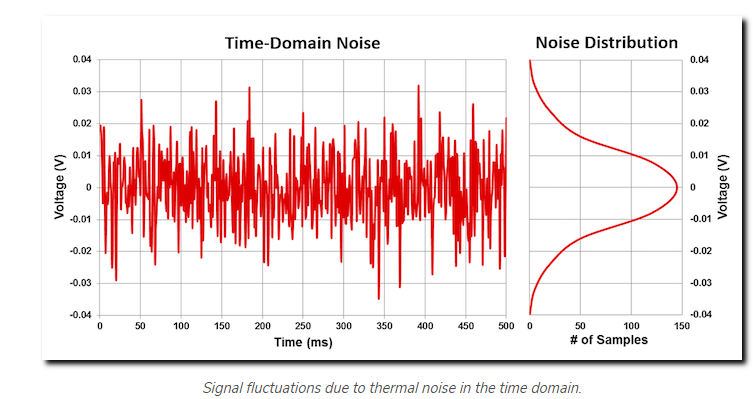 Time-Domain Noise
Voltage (V)
0.04
0.03
0.02
0.01
0
-0.01
-0.02
-0.03
-0.04
0 50 100 150 200 250 300 350 400 450 500
Time (ms)
Noise Distribution
0.04
0.03
0.02
0.01
0
-0.01
-0.02
-0.03
-0.04
Voltage (V)
0 50 100 150
# of Samples
Signal fluctuations due to thermal noise in the time domain.